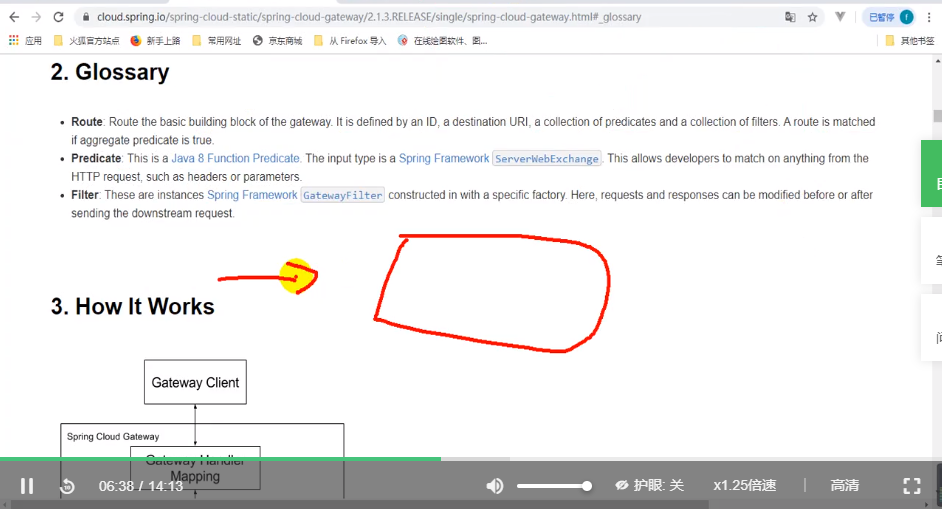 cloud.spring.io/spring-cloud-static/spring-cloud-gateway/2.1.3.RELEASE/single/spring-cloud-gateway.html#_glossary
已暂停 f
应用 火狐官方站点 新手上路 常用网址 京东商城 从 Firefox 导入 在线绘图软件、图... 其他书签
2. Glossary
Route: Route the basic building block of the gateway. It is defined by an ID, a destination URI, a collection of predicates and a collection of filters. A route is matched
if aggregate predicate is true.
Predicate: This is a Java 8 Function Predicate. The input type is a Spring Framework ServerWebExchange. This allows developers to match on anything from the
HTTP request, such as headers or parameters.
Filter: These are instances Spring Framework GatewayFilter constructed in with a specific factory. Here, requests and responses can be modified before or after
sending the downstream request.
3. How It Works
Gateway Client
Spring Cloud Gateway
Gateway Handler
Mapping
06:38 / 14:13 护眼: 关 x1.25倍速 高清